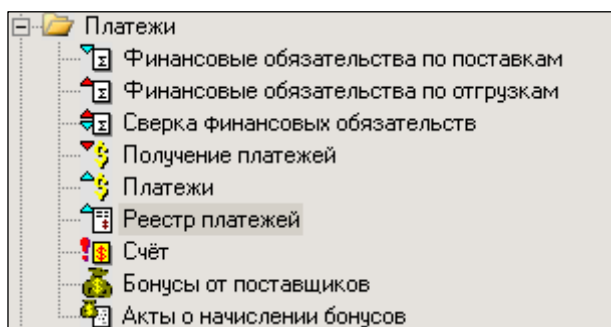 Платежи
Финансовые обязательства по поставкам
Финансовые обязательства по отгрузкам
Сверка финансовых обязательств
Получение платежей
Платежи
Реестр платежей
Счёт
Бонусы от поставщиков
Акты о начислении бонусов